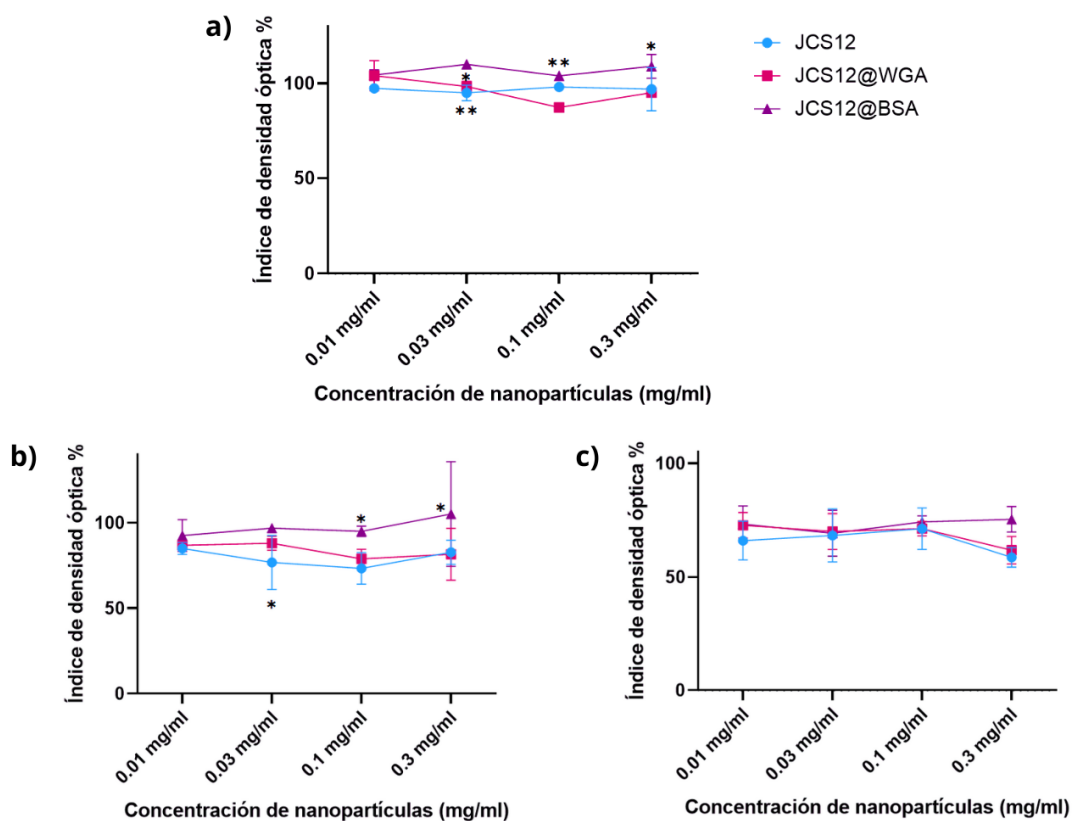 a)
Índice de densidad óptica %
100
50
0
*
**
**
*
0.01 mg/ml
0.03 mg/ml
0.1 mg/ml
0.3 mg/ml
Concentración de nanopartículas (mg/ml)
JCS12
JCS12@WGA
JCS12@BSA
b)
Índice de densidad óptica %
100
50
0
*
*
*
0.01 mg/ml
0.03 mg/ml
0.1 mg/ml
0.3 mg/ml
Concentración de nanopartículas (mg/ml)
c)
Índice de densidad óptica %
100
50
0
0.01 mg/ml
0.03 mg/ml
0.1 mg/ml
0.3 mg/ml
Concentración de nanopartículas (mg/ml)